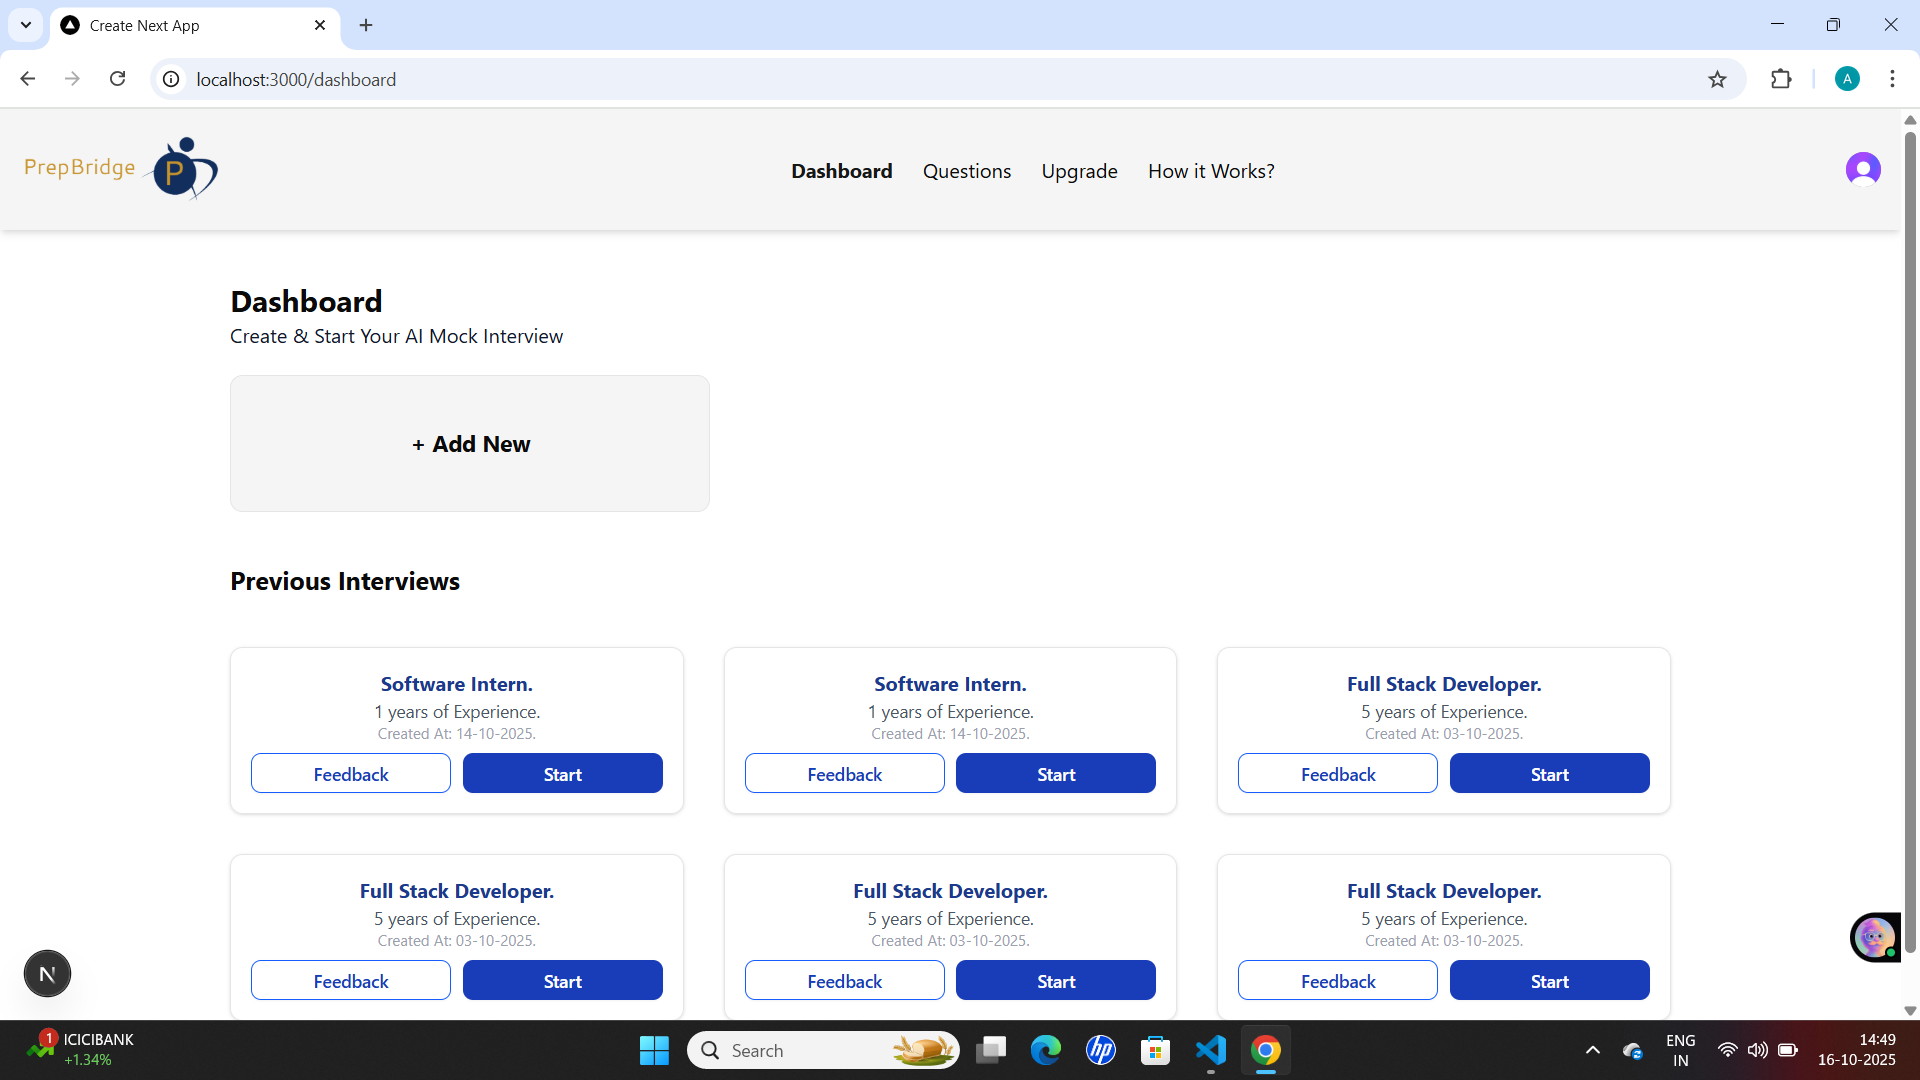 Create Next App
localhost:3000/dashboard
A
PrepBridge
P
Dashboard
Questions
Upgrade
How it Works?
Dashboard
Create & Start Your AI Mock Interview
+ Add New
Previous Interviews
Software Intern.
1 years of Experience.
Created At: 14-10-2025.
Feedback
Start
Software Intern.
1 years of Experience.
Created At: 14-10-2025.
Feedback
Start
Full Stack Developer.
5 years of Experience.
Created At: 03-10-2025.
Feedback
Start
Full Stack Developer.
5 years of Experience.
Created At: 03-10-2025.
Feedback
Start
Full Stack Developer.
5 years of Experience.
Created At: 03-10-2025.
Feedback
Start
Full Stack Developer.
5 years of Experience.
Created At: 03-10-2025.
Feedback
Start
N
1
ICICIBANK
+1.34%
Search
hp
ENG
IN
14:49
16-10-2025